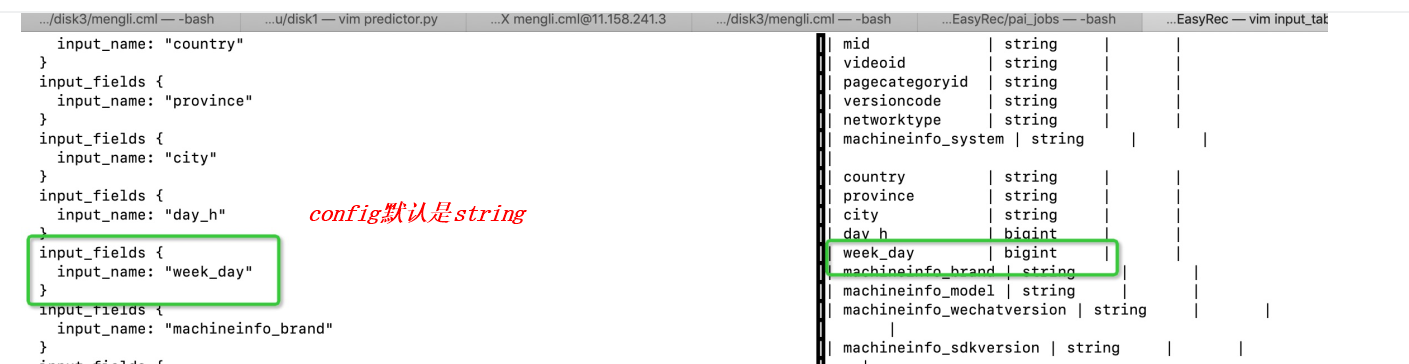 .../disk3/mengli.cml — -bash
...u/disk1 — vim predictor.py
...X mengli.cml@11.158.241.3
.../disk3/mengli.cml — -bash
...EasyRec/pai_jobs — -bash
...EasyRec — vim input_tab
input_name: "country"
}
input_fields {
input_name: "province"
}
input_fields {
input_name: "city"
}
input_fields {
input_name: "day_h"
}
input_fields {
input_name: "week_day"
}
input_fields {
input_name: "machineinfo_brand"
}
config默认是string
| mid | string | |
| videoid | string | |
| pagecategoryid | string | |
| versioncode | string | |
| networktype | string | |
| machineinfo_system | string | |
|
| country | string | |
| province | string | |
| city | string | |
| day_h | bigint | |
| week_day | bigint | |
| machineinfo_brand | string | |
| machineinfo_model | string | |
| machineinfo_wechatversion | string | |
|
| machineinfo_sdkversion | string | |